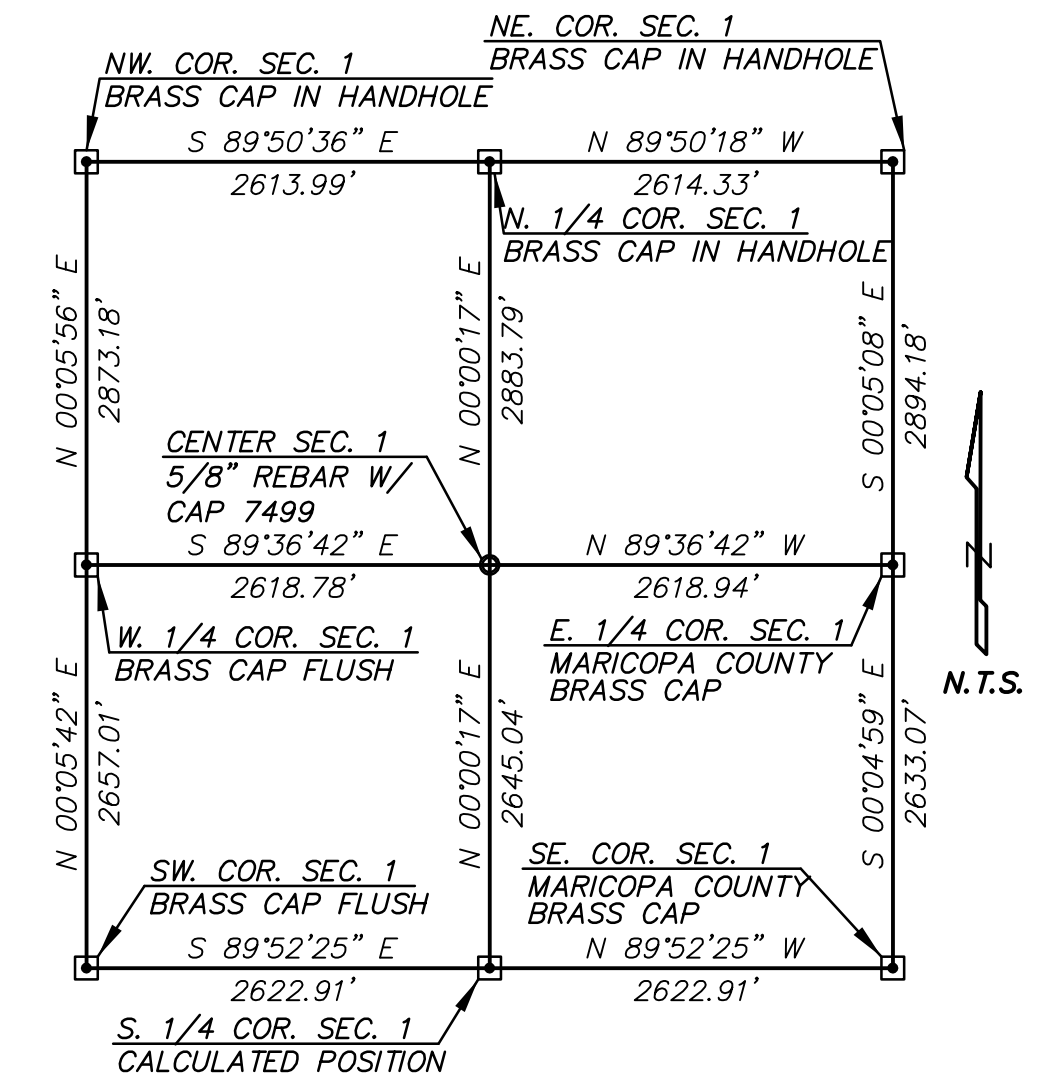 NE. COR. SEC. 1
BRASS CAP IN HANDHOLE
NW. COR. SEC. 1
BRASS CAP IN HANDHOLE
S 89°50'36" E
2613.99'
N 89°50'18" W
2614.33'
N. 1/4 COR. SEC. 1
BRASS CAP IN HANDHOLE
N 00°05'56" E
2873.18'
N 00°00'17" E
2883.79'
S 00°05'08" E
2894.18'
CENTER SEC. 1
5/8" REBAR W/
CAP 7499
S 89°36'42" E
2618.78'
N 89°36'42" W
2618.94'
W. 1/4 COR. SEC. 1
BRASS CAP FLUSH
E. 1/4 COR. SEC. 1
MARICOPA COUNTY
BRASS CAP
N
N.T.S.
N 00°05'42" E
2657.01'
N 00°00'17" E
2645.04'
S 00°04'59" E
2633.07'
SW. COR. SEC. 1
BRASS CAP FLUSH
SE. COR. SEC. 1
MARICOPA COUNTY
BRASS CAP
S 89°52'25" E
2622.91'
N 89°52'25" W
2622.91'
S. 1/4 COR. SEC. 1
CALCULATED POSITION